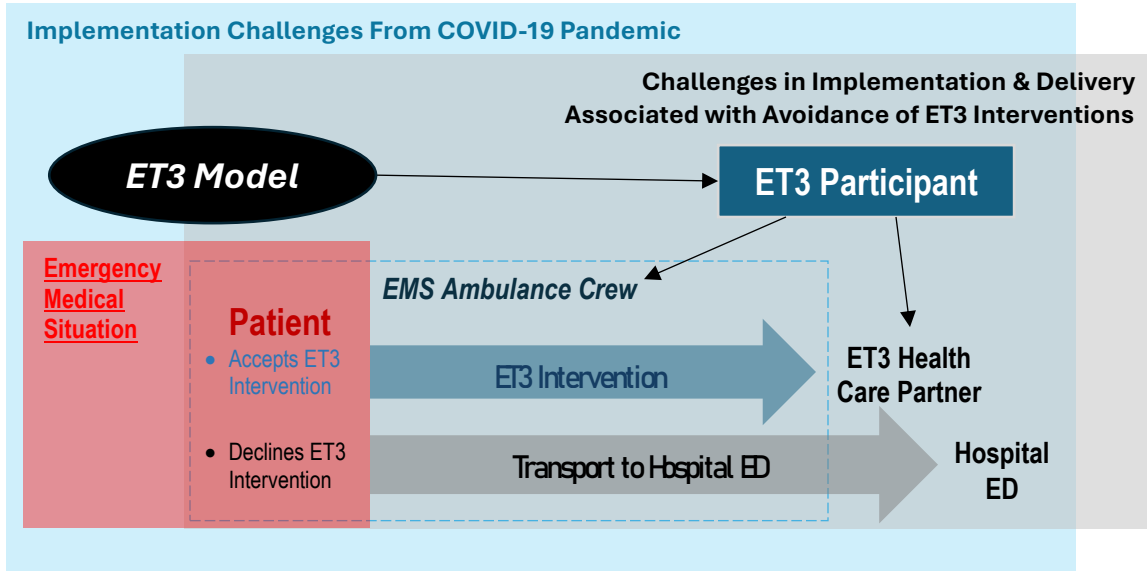 Implementation Challenges From COVID-19 Pandemic
Challenges in Implementation & Delivery
Associated with Avoidance of ET3 Interventions
ET3 Model
ET3 Participant
Emergency
Medical
Situation
EMS Ambulance Crew
Patient
• Accepts ET3
Intervention
ET3 Intervention
ET3 Health
Care Partner
• Declines ET3
Intervention
Transport to Hospital ED
Hospital
ED